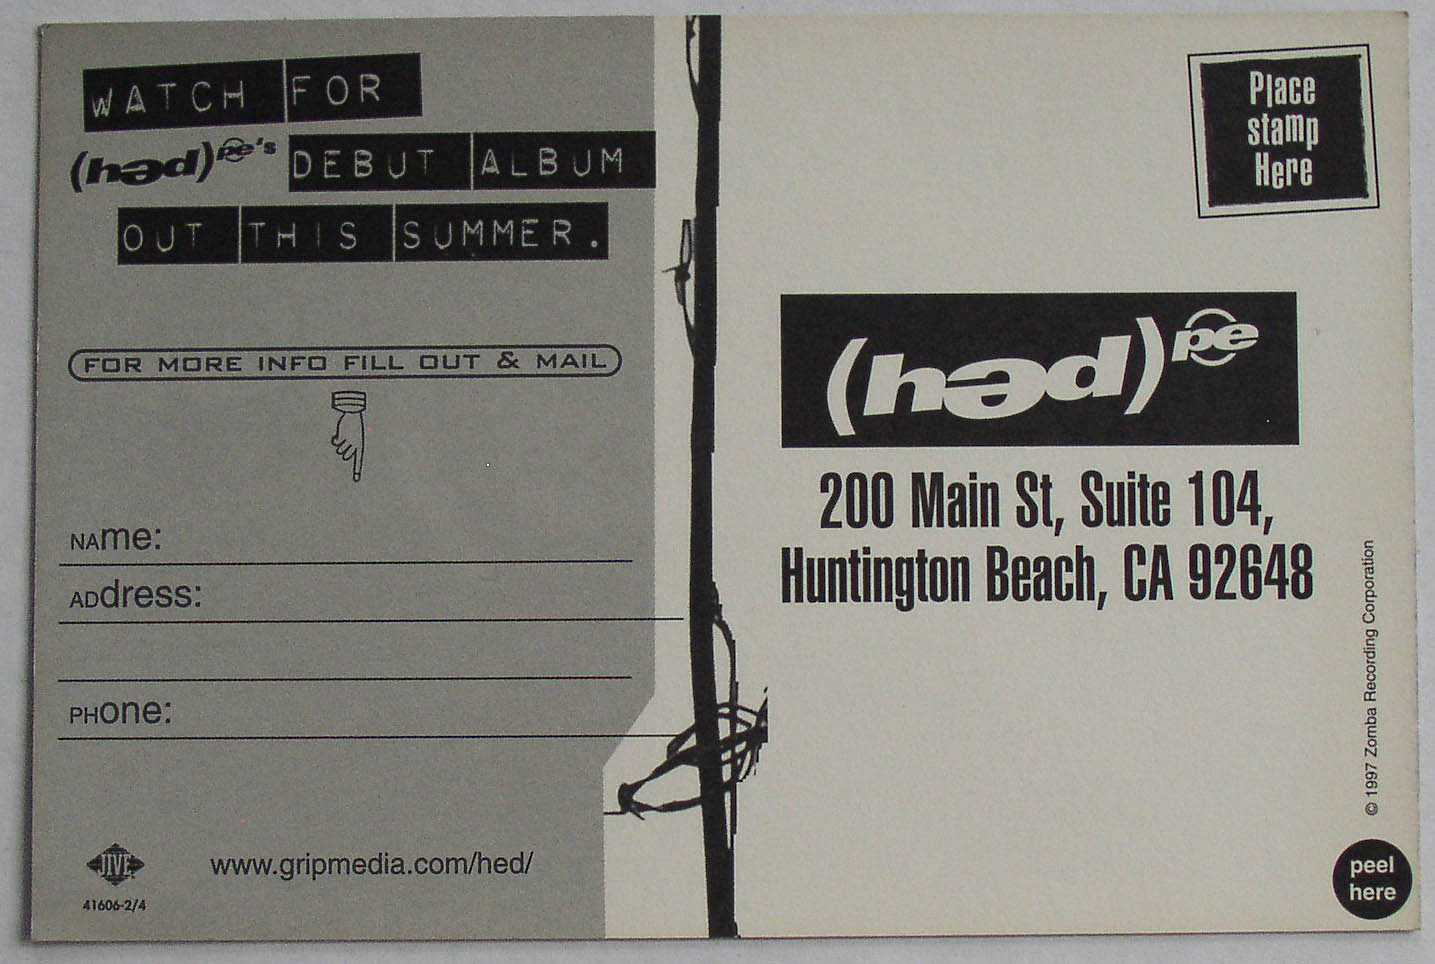 WATCH FOR
(həd)pe's DEBUT ALBUM
OUT THIS SUMMER.
FOR MORE INFO FILL OUT & MAIL
NAme:
ADdress:
PHone:
JIVE
41606-2/4
www.gripmedia.com/hed/
Place
stamp
Here
(həd)pe
200 Main St, Suite 104,
Huntington Beach, CA 92648
© 1997 Zomba Recording Corporation
peel
here